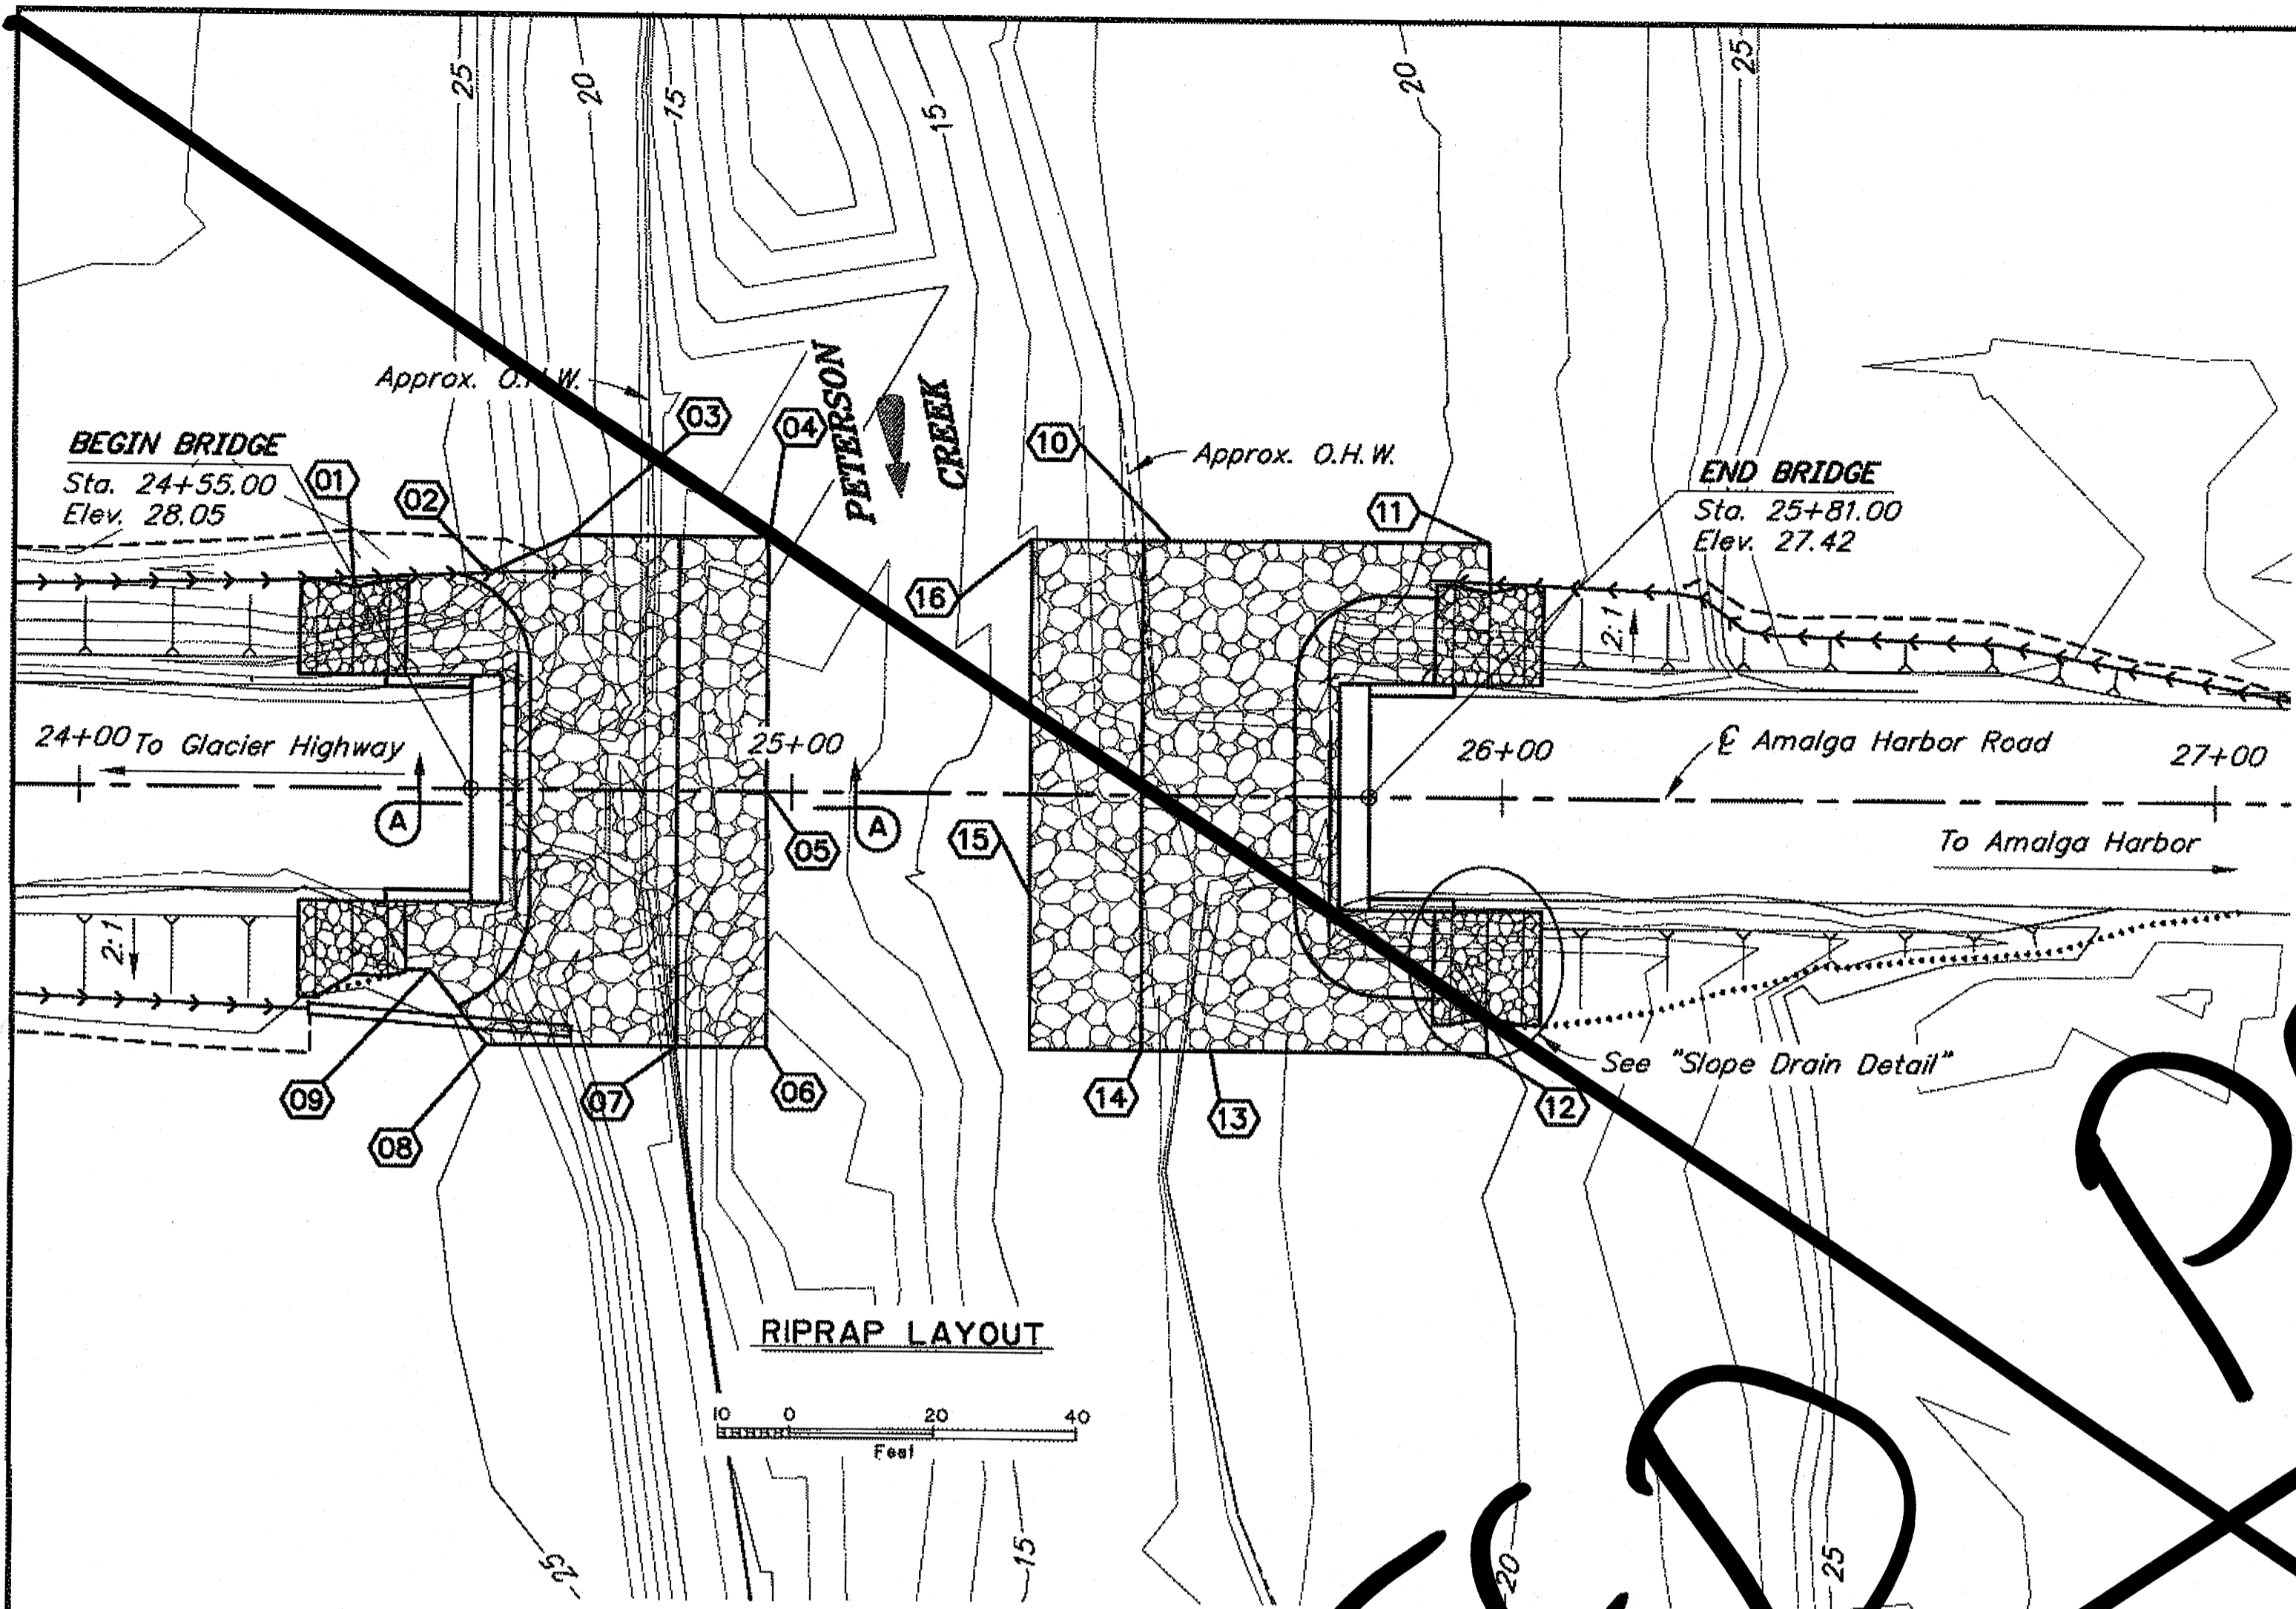 25
20
15
15
20
25
Approx. O.H.W.
03
04
PETERSON
CREEK
10
Approx. O.H.W.
BEGIN BRIDGE
Sta. 24+55.00
Elev. 28.05
01
02
11
END BRIDGE
Sta. 25+81.00
Elev. 27.42
16
2:1
24+00
To Glacier Highway
25+00
26+00
℄ Amalga Harbor Road
27+00
A
A
05
15
To Amalga Harbor
2:1
See "Slope Drain Detail"
09
07
06
14
13
12
08
RIPRAP LAYOUT
10 0 20 40
Feet
25
15
20
25